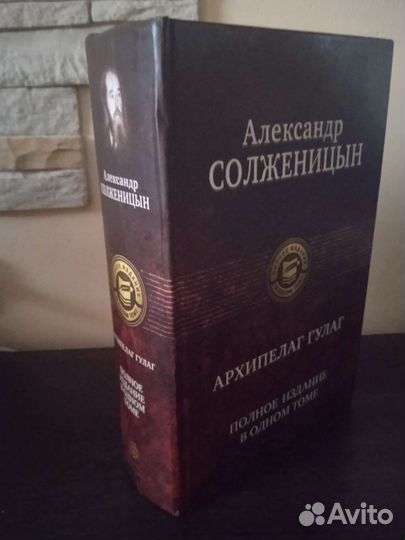 Александр
СОЛЖЕНИЦЫН
АРХИПЕЛАГ ГУЛАГ
ПОЛНОЕ
ИЗДАНИЕ
В ОДНОМ
ТОМЕ
Александр
СОЛЖЕНИЦЫН
АРХИПЕЛАГ ГУЛАГ
ПОЛНОЕ ИЗДАНИЕ
В ОДНОМ ТОМЕ
Avito